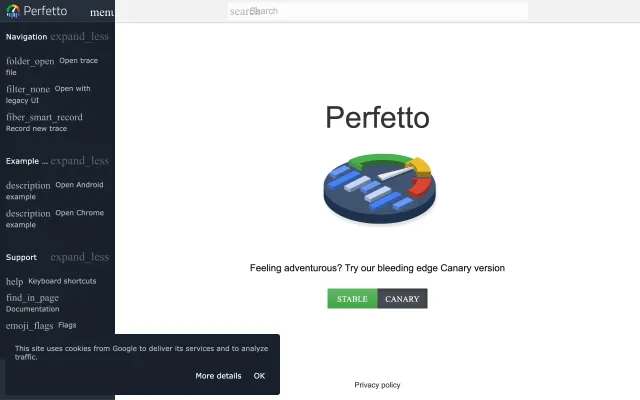 Perfetto
menu
search Search
Navigation expand_less
folder_open Open trace
file
filter_none Open with
legacy UI
fiber_smart_record
Record new trace
Example ... expand_less
description Open Android
example
description Open Chrome
example
Support expand_less
help Keyboard shortcuts
find_in_page
Documentation
emoji_flags Flags
Perfetto
Feeling adventurous? Try our bleeding edge Canary version
STABLE CANARY
This site uses cookies from Google to deliver its services and to analyze
traffic.
More details OK
Privacy policy